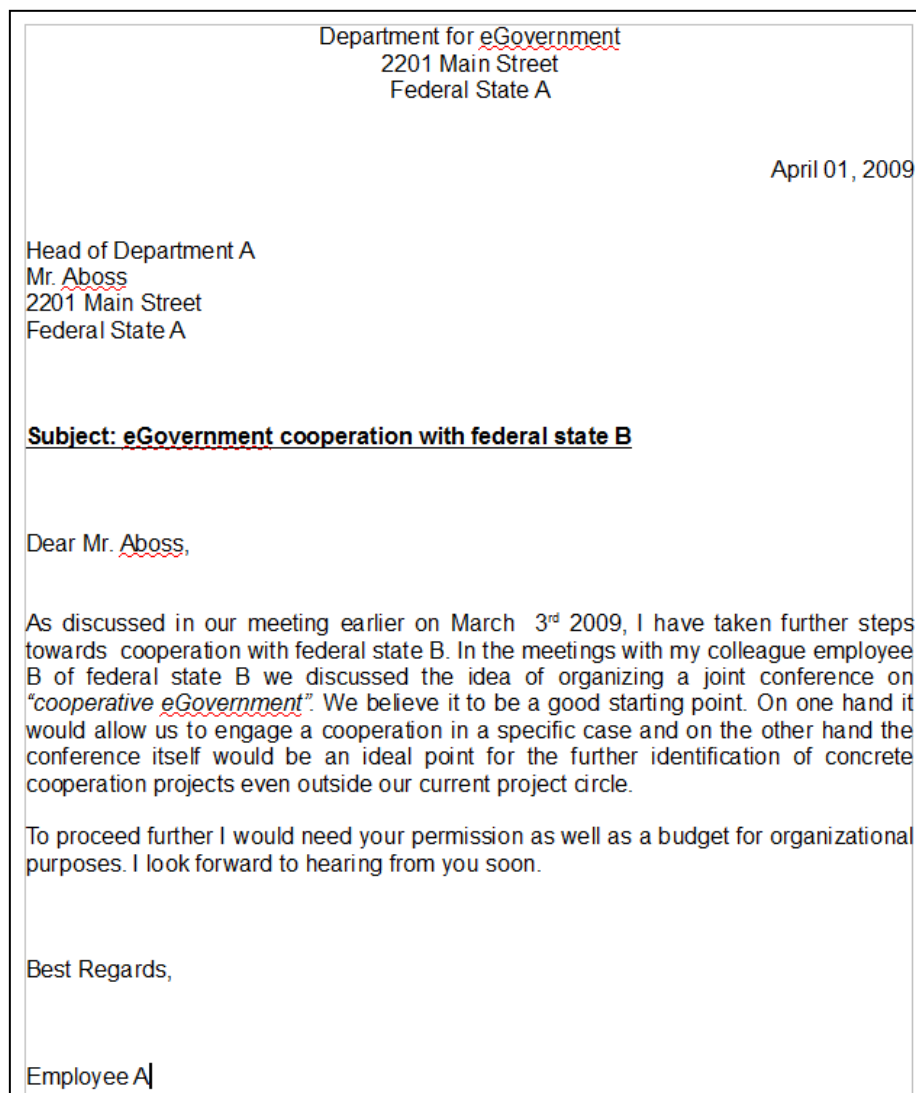 Department for eGovernment
2201 Main Street
Federal State A
April 01, 2009
Head of Department A
Mr. Aboss
2201 Main Street
Federal State A
Subject: eGovernment cooperation with federal state B
Dear Mr. Aboss,
As discussed in our meeting earlier on March  3rd 2009, I have taken further steps
towards  cooperation with federal state B. In the meetings with my colleague employee
B of federal state B we discussed the idea of organizing a joint conference on
“cooperative eGovernment”. We believe it to be a good starting point. On one hand it
would allow us to engage a cooperation in a specific case and on the other hand the
conference itself would be an ideal point for the further identification of concrete
cooperation projects even outside our current project circle.
To proceed further I would need your permission as well as a budget for organizational
purposes. I look forward to hearing from you soon.
Best Regards,
Employee A